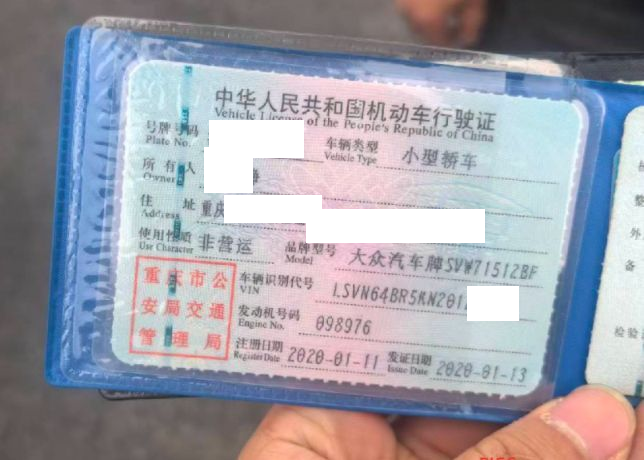 中华人民共和国机动车行驶证
Vehicle License of the People's Republic of China
号牌号码 车辆类型 小型轿车
Plate No. Vehicle Type
所有人
Owner
住址 重庆
Address
使用性质 非营运 品牌型号 大众汽车牌SVW71512BF
Use Character Model
重庆市公 车辆识别代号 LSVN64BR5KN201
安局交通 VIN
管理局 发动机号码 098976
Engine No.
注册日期 2020-01-11 发证日期 2020-01-13
Register Date Issue Date